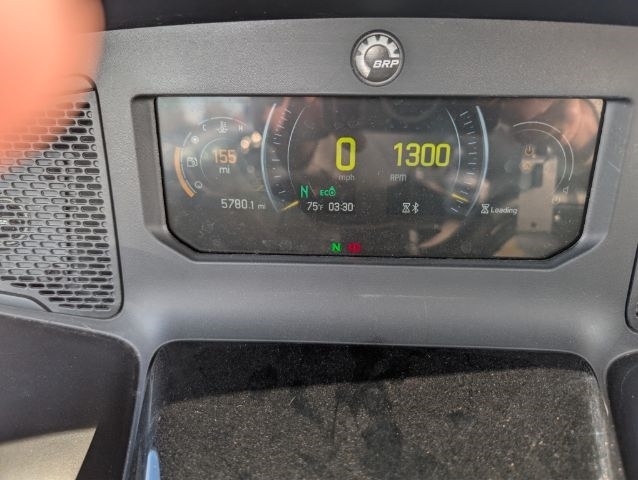 BRP
C H
155
mi
0
mph
1300
RPM
N ECO
5780.1 mi
75°F 03:30
Loading
N